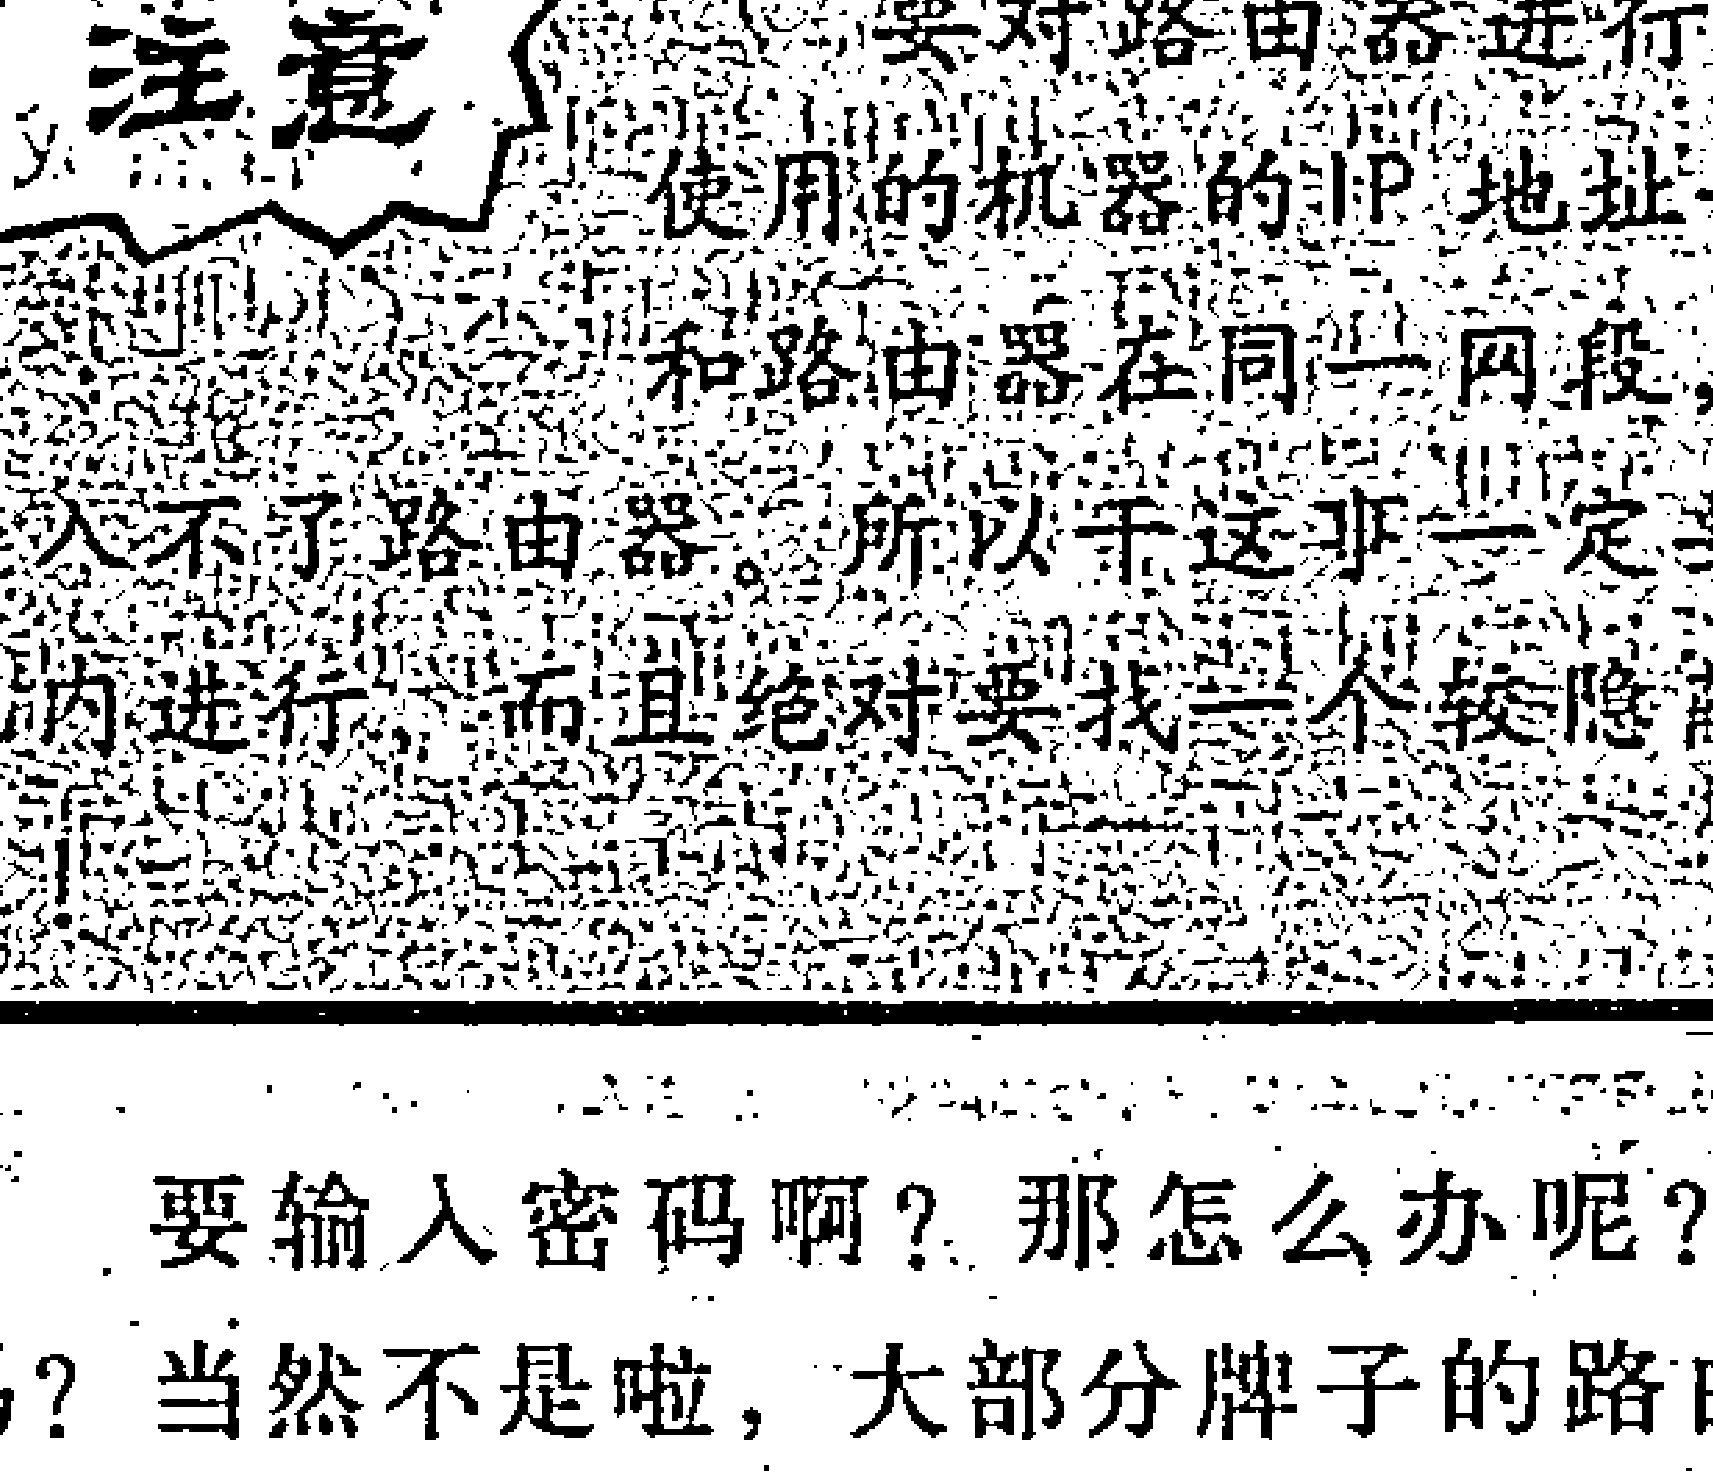 注意
要对路由器进行
使用的机器的IP 地址
和路由器在同一网段,
入不了路由器。所以干这事一定
内进行,而且绝对要找一个较隐
要输入密码啊? 那怎么办呢?
? 当然不是啦, 大部分牌子的路由